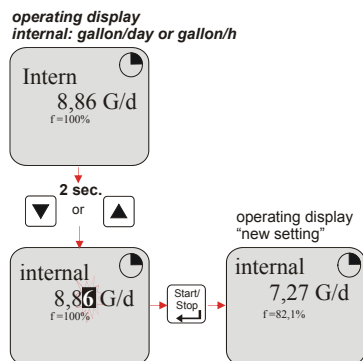 operating display
internal: gallon/day or gallon/h
Intern
8,86 G/d
f =100%
2 sec.
or
internal
8,86 G/d
f =100%
Start/
Stop
operating display
“new setting”
internal
7,27 G/d
f =82,1%